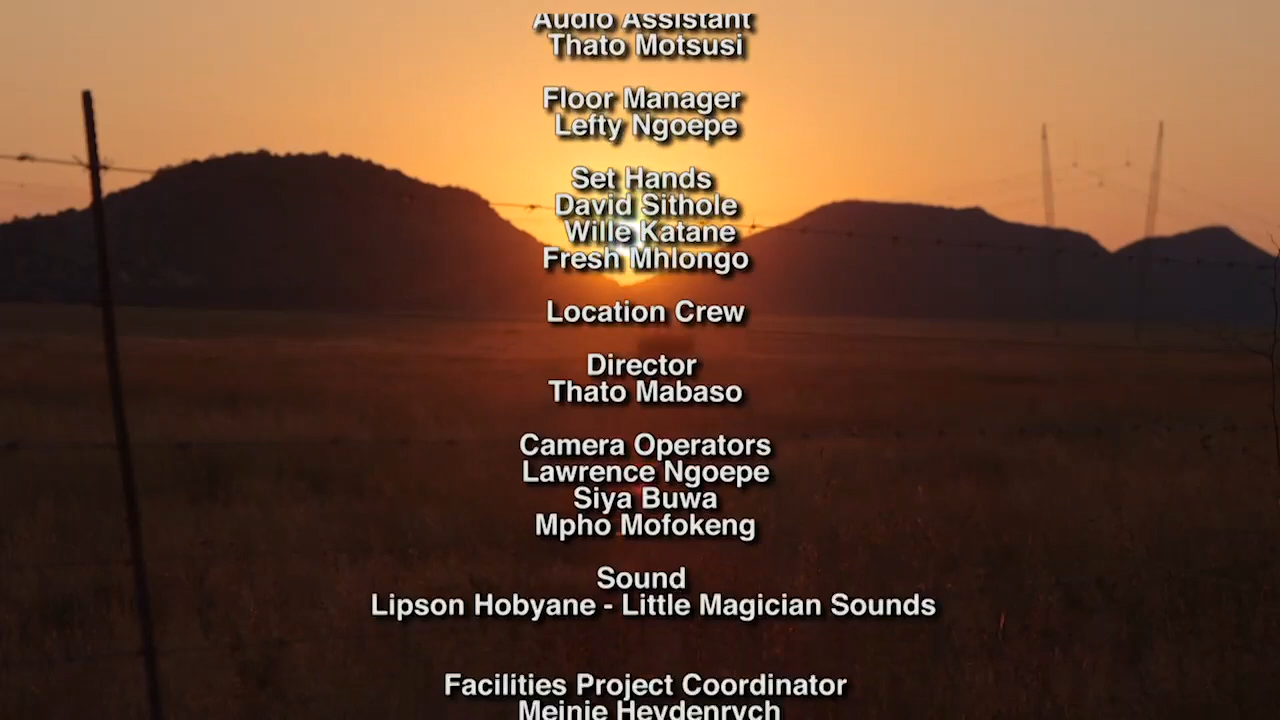 Audio Assistant
Thato Motsusi
Floor Manager
Lefty Ngoepe
Set Hands
David Sithole
Wille Katane
Fresh Mhlongo
Location Crew
Director
Thato Mabaso
Camera Operators
Lawrence Ngoepe
Siya Buwa
Mpho Mofokeng
Sound
Lipson Hobyane - Little Magician Sounds
Facilities Project Coordinator
Meinie Heydenrych